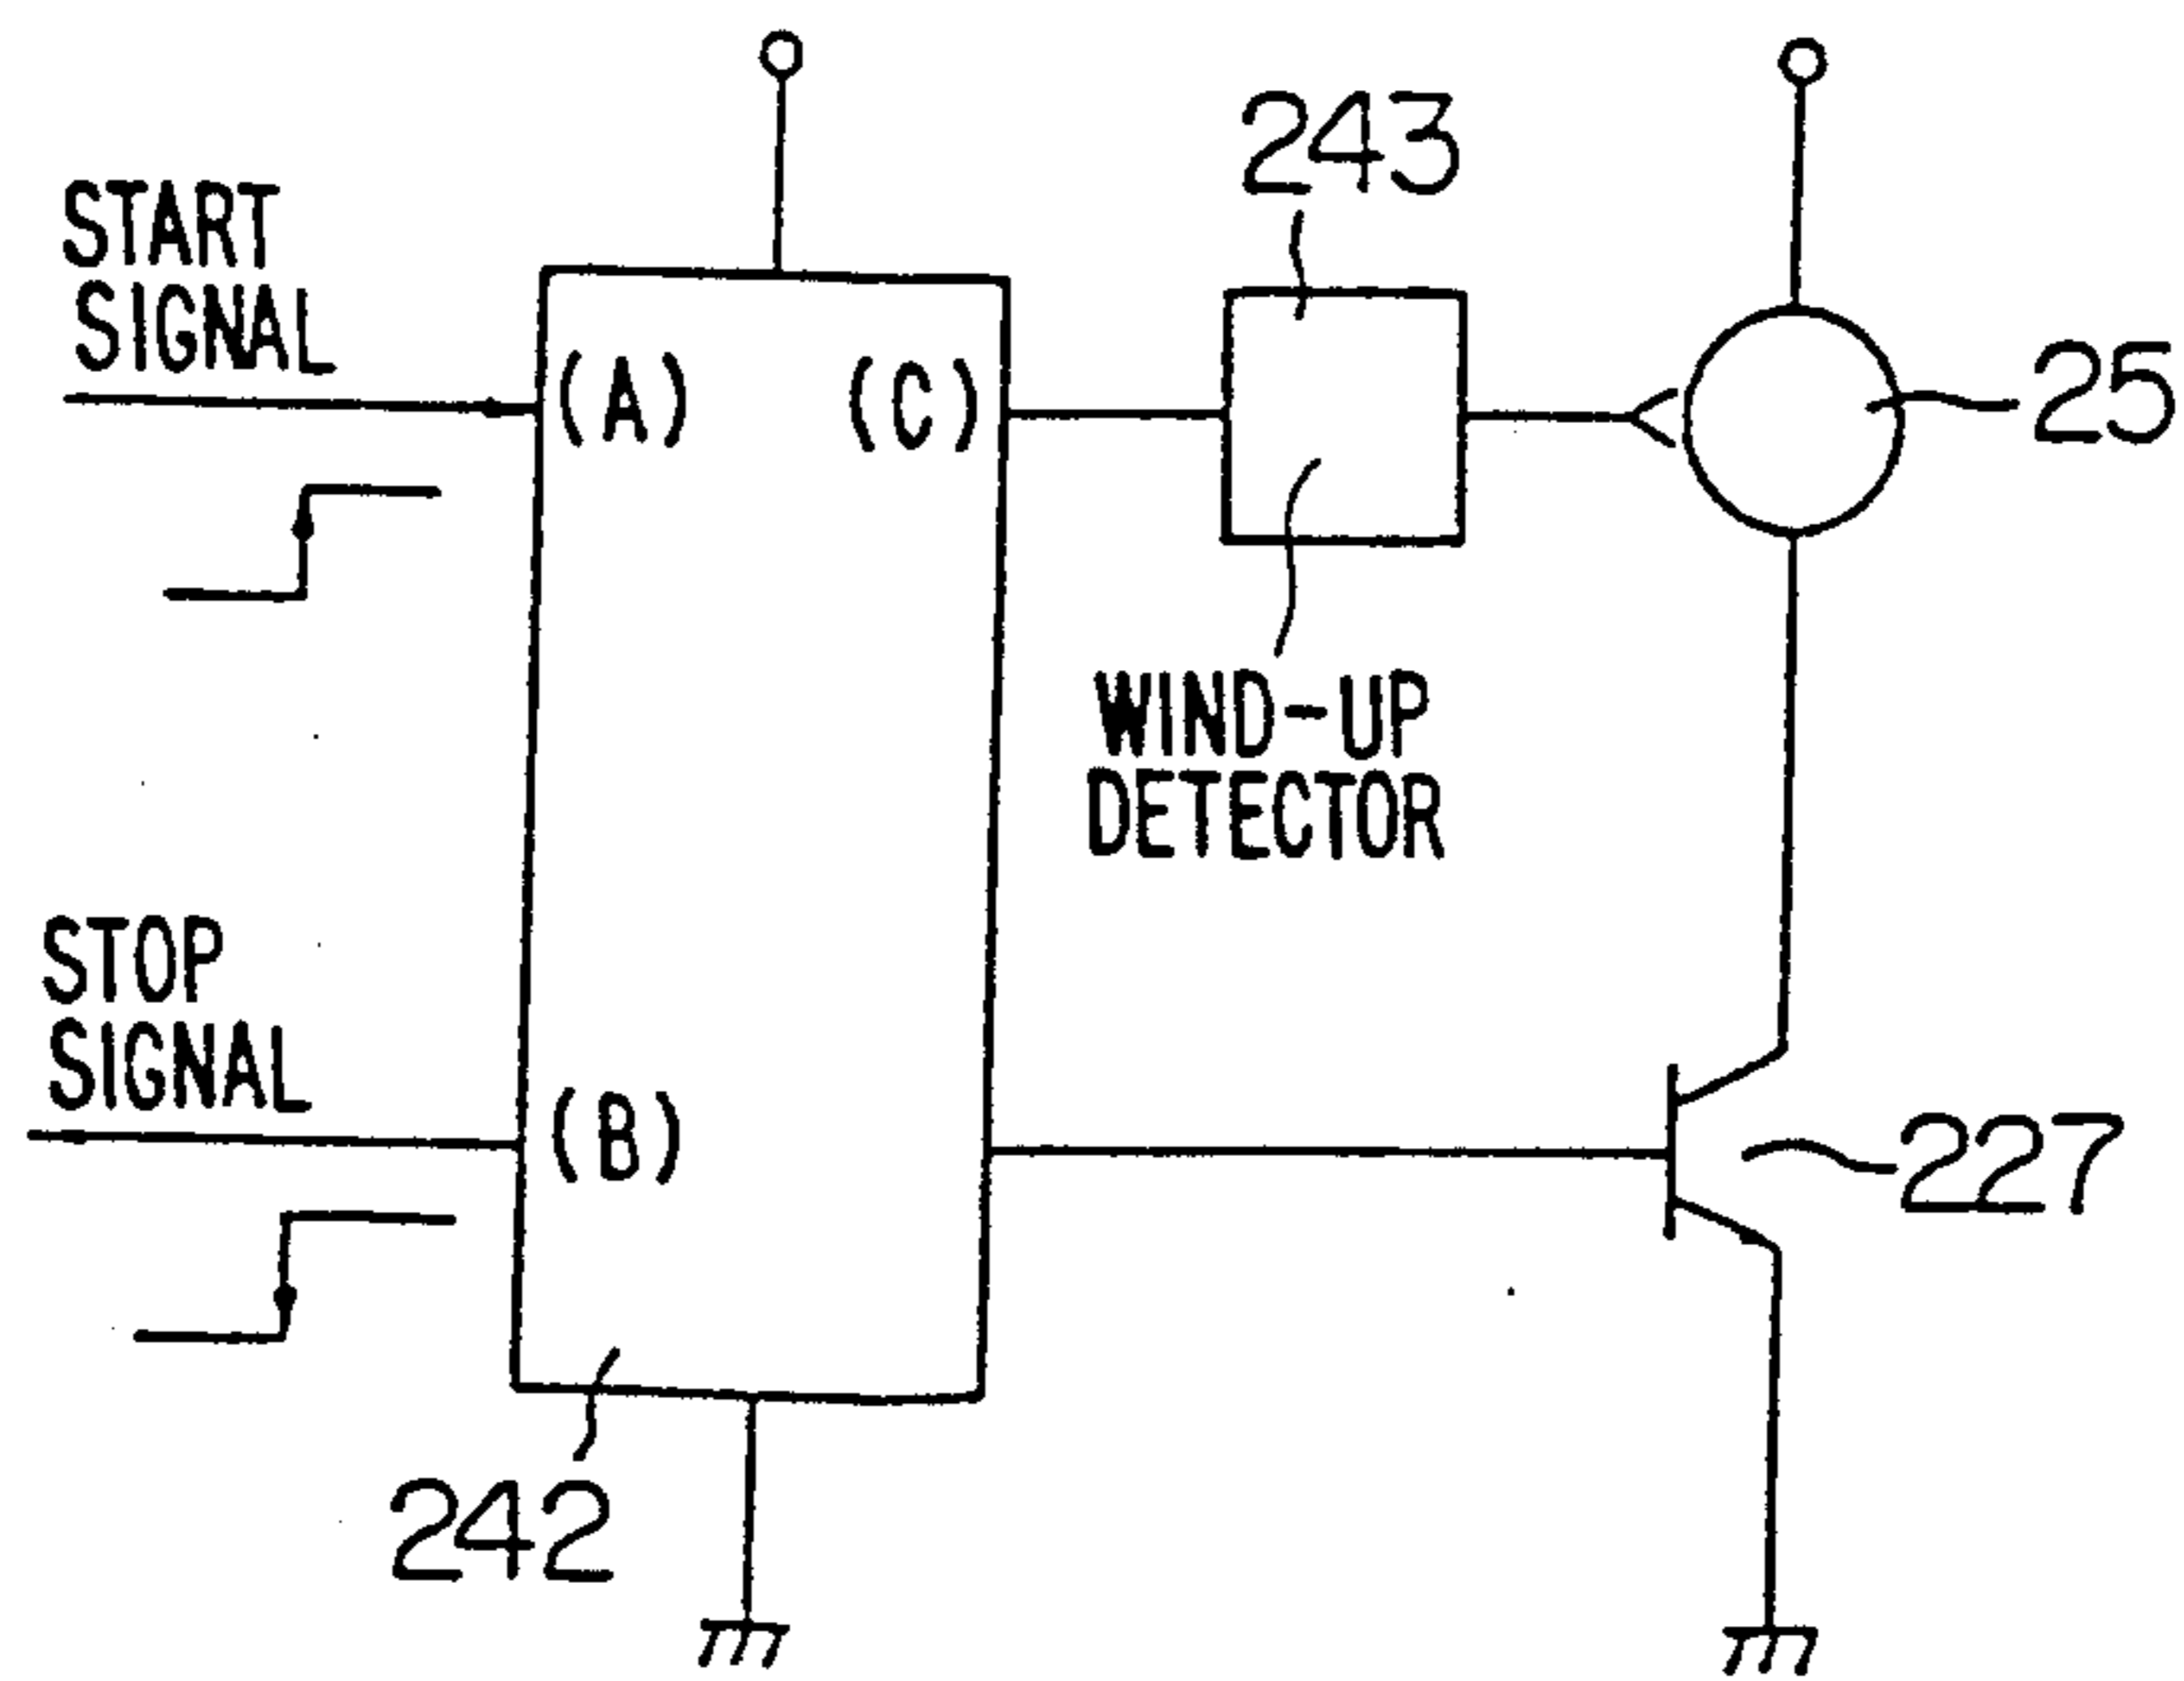 START
SIGNAL
(A)
(C)
243
25
WIND-UP
DETECTOR
STOP
SIGNAL
(B)
227
242